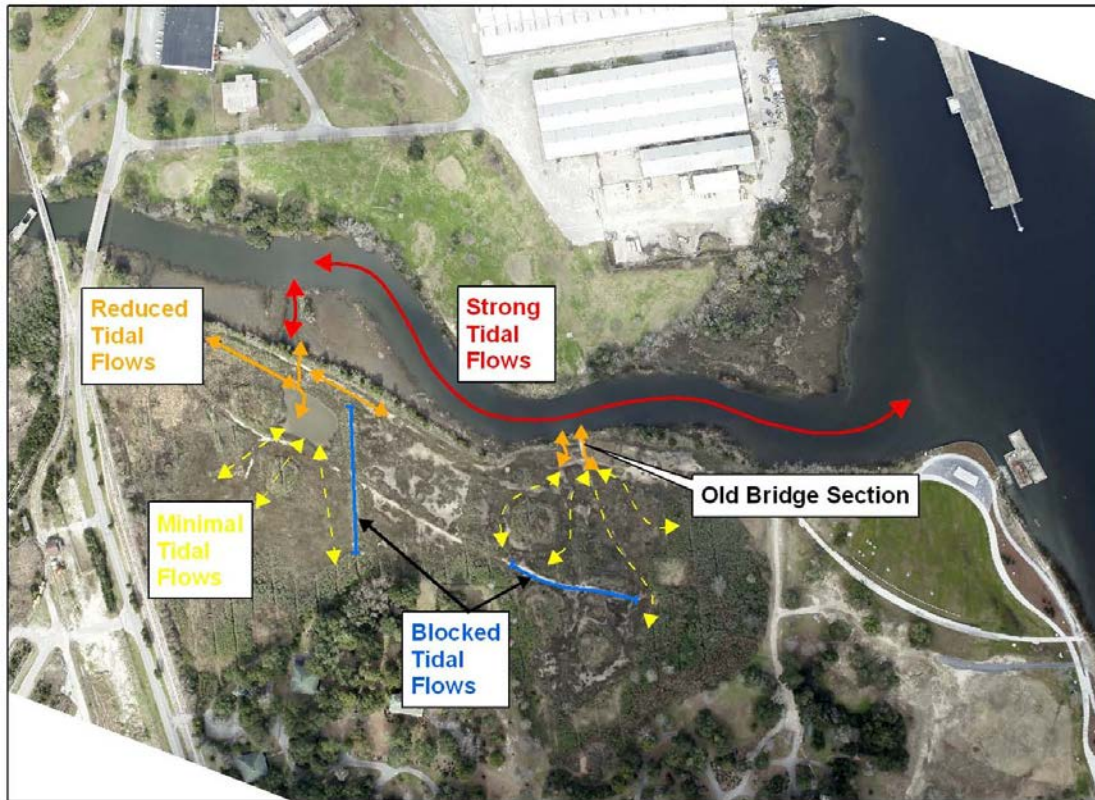 Reduced
Tidal
Flows
Strong
Tidal
Flows
Old Bridge Section
Minimal
Tidal
Flows
Blocked
Tidal
Flows